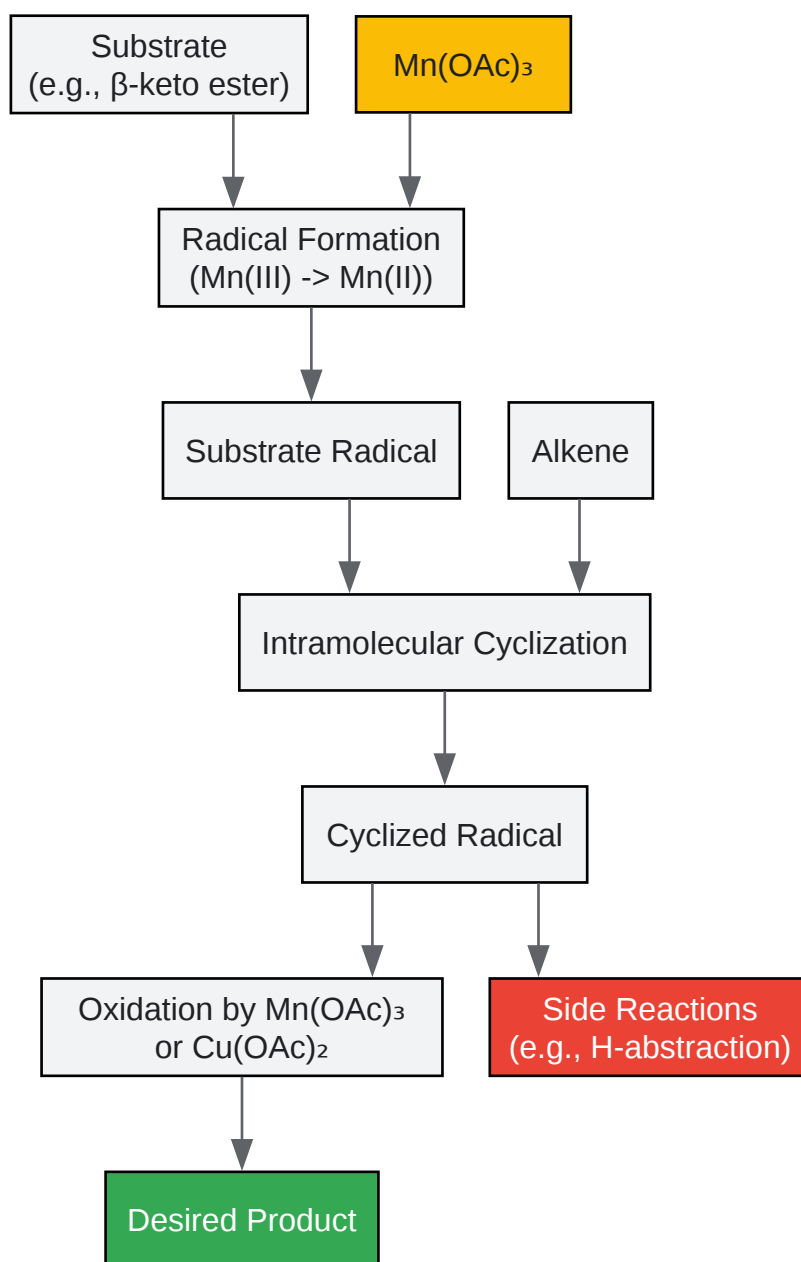 Substrate
(e.g., β-keto ester)
Mn(OAc)₃
Radical Formation
(Mn(III) -> Mn(II))
Substrate Radical
Alkene
Intramolecular Cyclization
Cyclized Radical
Oxidation by Mn(OAc)₃
or Cu(OAc)₂
Side Reactions
(e.g., H-abstraction)
Desired Product